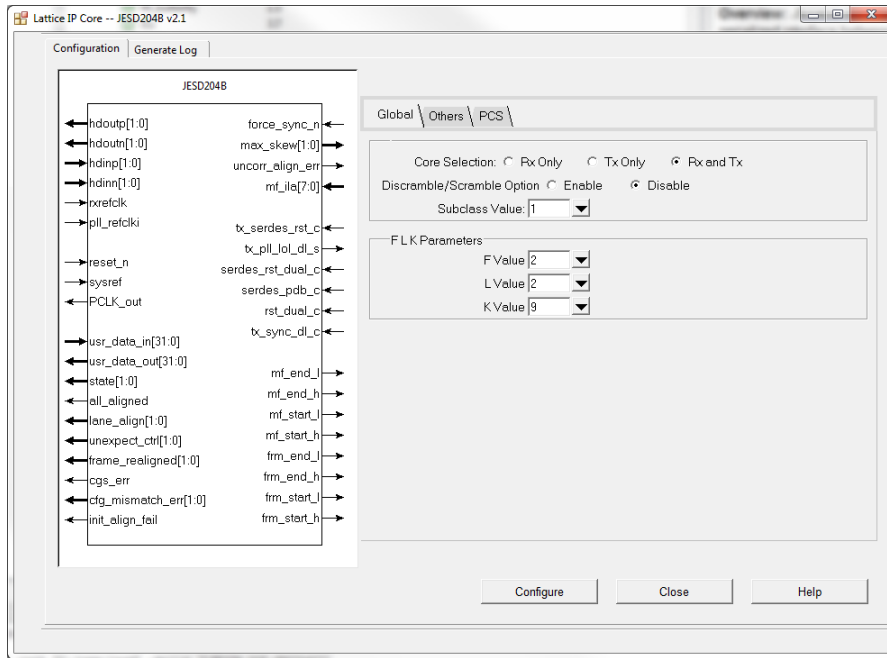 Lattice IP Core -- JESD204B v2.1
Configuration
Generate Log
JESD204B
hdoutp[1:0]
hdoutn[1:0]
hdinp[1:0]
hdinn[1:0]
rxrefclk
pll_refclki
reset_n
sysref
PCLK_out
usr_data_in[31:0]
usr_data_out[31:0]
state[1:0]
all_aligned
lane_align[1:0]
unexpect_ctrl[1:0]
frame_realigned[1:0]
cgs_err
cfg_mismatch_err[1:0]
init_align_fail
force_sync_n
max_skew[1:0]
uncorr_align_err
mf_ila[7:0]
tx_serdes_rst_c
tx_pll_lol_dl_s
serdes_rst_dual_c
serdes_pdb_c
rst_dual_c
tx_sync_dl_c
mf_end_l
mf_end_h
mf_start_l
mf_start_h
frm_end_l
frm_end_h
frm_start_l
frm_start_h
Global Others PCS
Core Selection: Rx Only Tx Only Rx and Tx
Discramble/Scramble Option Enable Disable
Subclass Value: 1
F L K Parameters
F Value 2
L Value 2
K Value 9
Configure Close Help